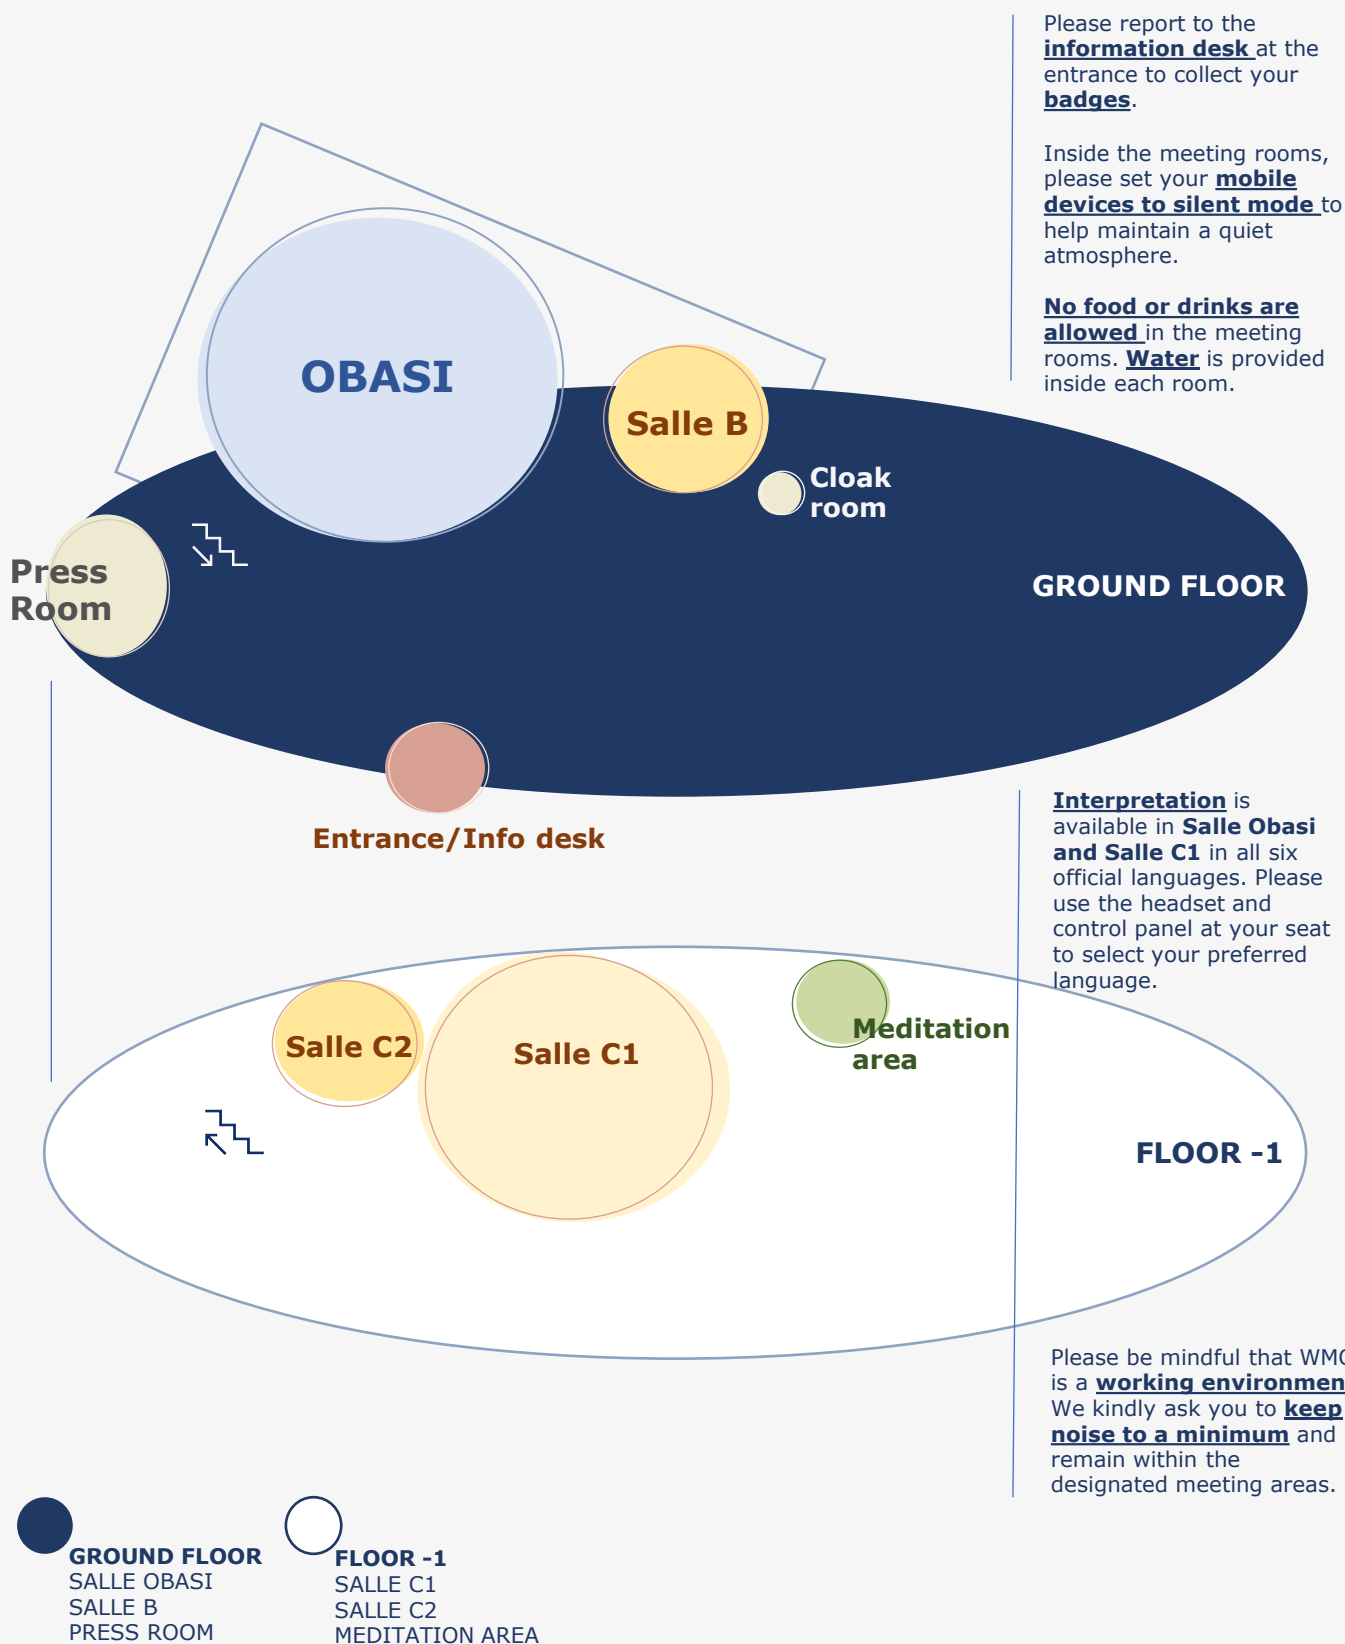 Please report to the
information desk at the
entrance to collect your
badges.
Inside the meeting rooms,
please set your mobile
devices to silent mode to
help maintain a quiet
atmosphere.
No food or drinks are
allowed in the meeting
rooms. Water is provided
inside each room.
OBASI
Salle B
Cloak
room
Press
Room
GROUND FLOOR
Entrance/Info desk
Interpretation is
available in Salle Obasi
and Salle C1 in all six
official languages. Please
use the headset and
control panel at your seat
to select your preferred
language.
Salle C2
Salle C1
Meditation
area
FLOOR -1
Please be mindful that WMO
is a working environmen
We kindly ask you to keep
noise to a minimum and
remain within the
designated meeting areas.
GROUND FLOOR
SALLE OBASI
SALLE B
PRESS ROOM
FLOOR -1
SALLE C1
SALLE C2
MEDITATION AREA